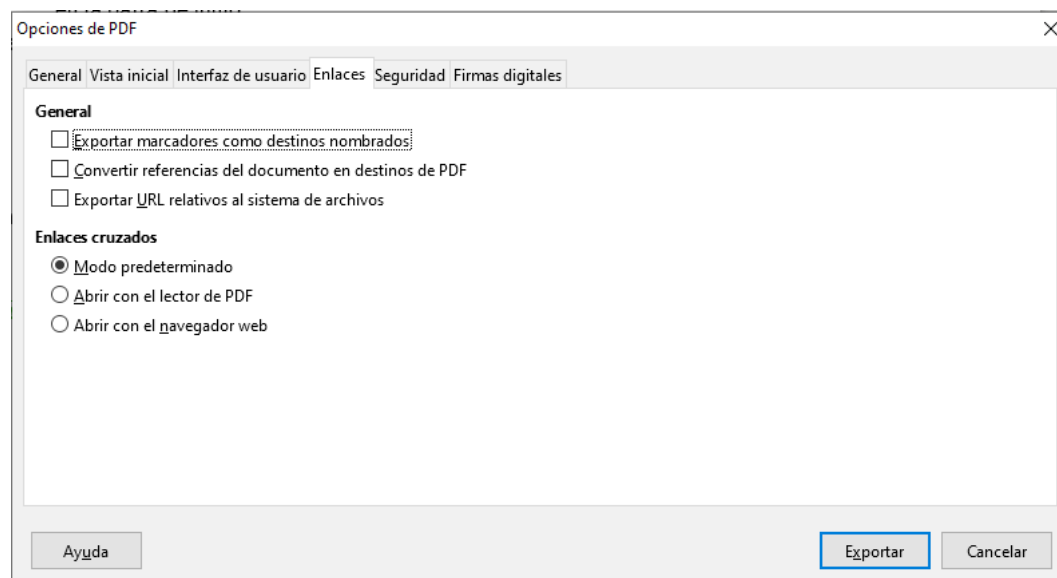 Opciones de PDF
General Vista inicial Interfaz de usuario Enlaces Seguridad Firmas digitales
General
Exportar marcadores como destinos nombrados
Convertir referencias del documento en destinos de PDF
Exportar URL relativos al sistema de archivos
Enlaces cruzados
Modo predeterminado
Abrir con el lector de PDF
Abrir con el navegador web
Ayuda Exportar Cancelar